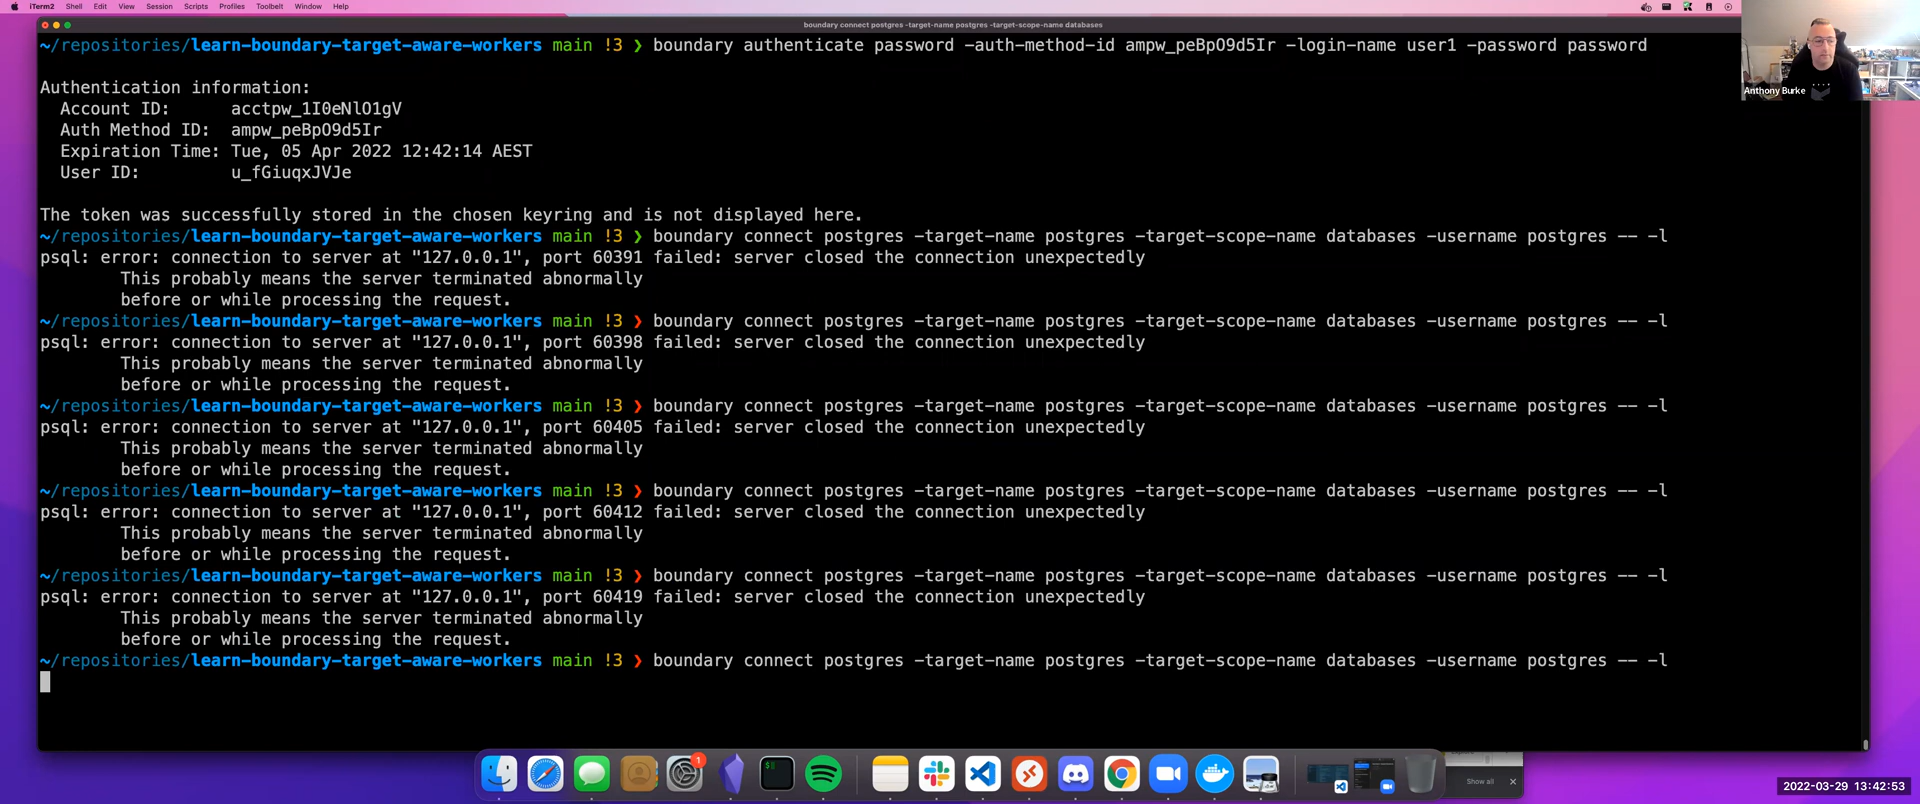 iTerm2 Shell Edit View Session Scripts Profiles Toolbelt Window Help
boundary connect postgres -target-name postgres -target-scope-name databases
~/repositories/learn-boundary-target-aware-workers main !3 ❯ boundary authenticate password -auth-method-id ampw_peBpO9d5Ir -login-name user1 -password password
Anthony Burke
Authentication information:
Account ID: acctpw_1I0eNlO1gV
Auth Method ID: ampw_peBpO9d5Ir
Expiration Time: Tue, 05 Apr 2022 12:42:14 AEST
User ID: u_fGiuqxJVJe
The token was successfully stored in the chosen keyring and is not displayed here.
~/repositories/learn-boundary-target-aware-workers main !3 ❯ boundary connect postgres -target-name postgres -target-scope-name databases -username postgres -- -l
psql: error: connection to server at "127.0.0.1", port 60391 failed: server closed the connection unexpectedly
This probably means the server terminated abnormally
before or while processing the request.
~/repositories/learn-boundary-target-aware-workers main !3 ❯ boundary connect postgres -target-name postgres -target-scope-name databases -username postgres -- -l
psql: error: connection to server at "127.0.0.1", port 60398 failed: server closed the connection unexpectedly
This probably means the server terminated abnormally
before or while processing the request.
~/repositories/learn-boundary-target-aware-workers main !3 ❯ boundary connect postgres -target-name postgres -target-scope-name databases -username postgres -- -l
psql: error: connection to server at "127.0.0.1", port 60405 failed: server closed the connection unexpectedly
This probably means the server terminated abnormally
before or while processing the request.
~/repositories/learn-boundary-target-aware-workers main !3 ❯ boundary connect postgres -target-name postgres -target-scope-name databases -username postgres -- -l
psql: error: connection to server at "127.0.0.1", port 60412 failed: server closed the connection unexpectedly
This probably means the server terminated abnormally
before or while processing the request.
~/repositories/learn-boundary-target-aware-workers main !3 ❯ boundary connect postgres -target-name postgres -target-scope-name databases -username postgres -- -l
psql: error: connection to server at "127.0.0.1", port 60419 failed: server closed the connection unexpectedly
This probably means the server terminated abnormally
before or while processing the request.
~/repositories/learn-boundary-target-aware-workers main !3 ❯ boundary connect postgres -target-name postgres -target-scope-name databases -username postgres -- -l
1
Show all
2022-03-29 13:42:53